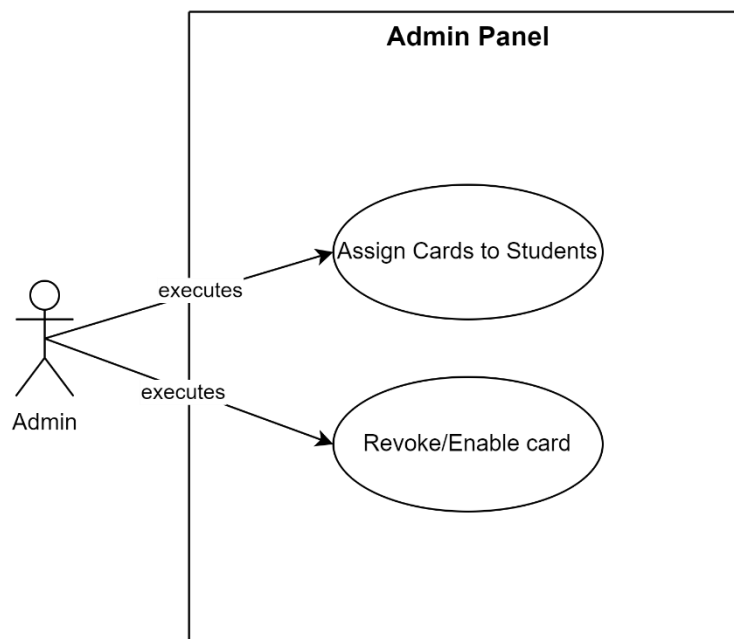 Admin Panel
Assign Cards to Students
executes
executes
Admin
Revoke/Enable card